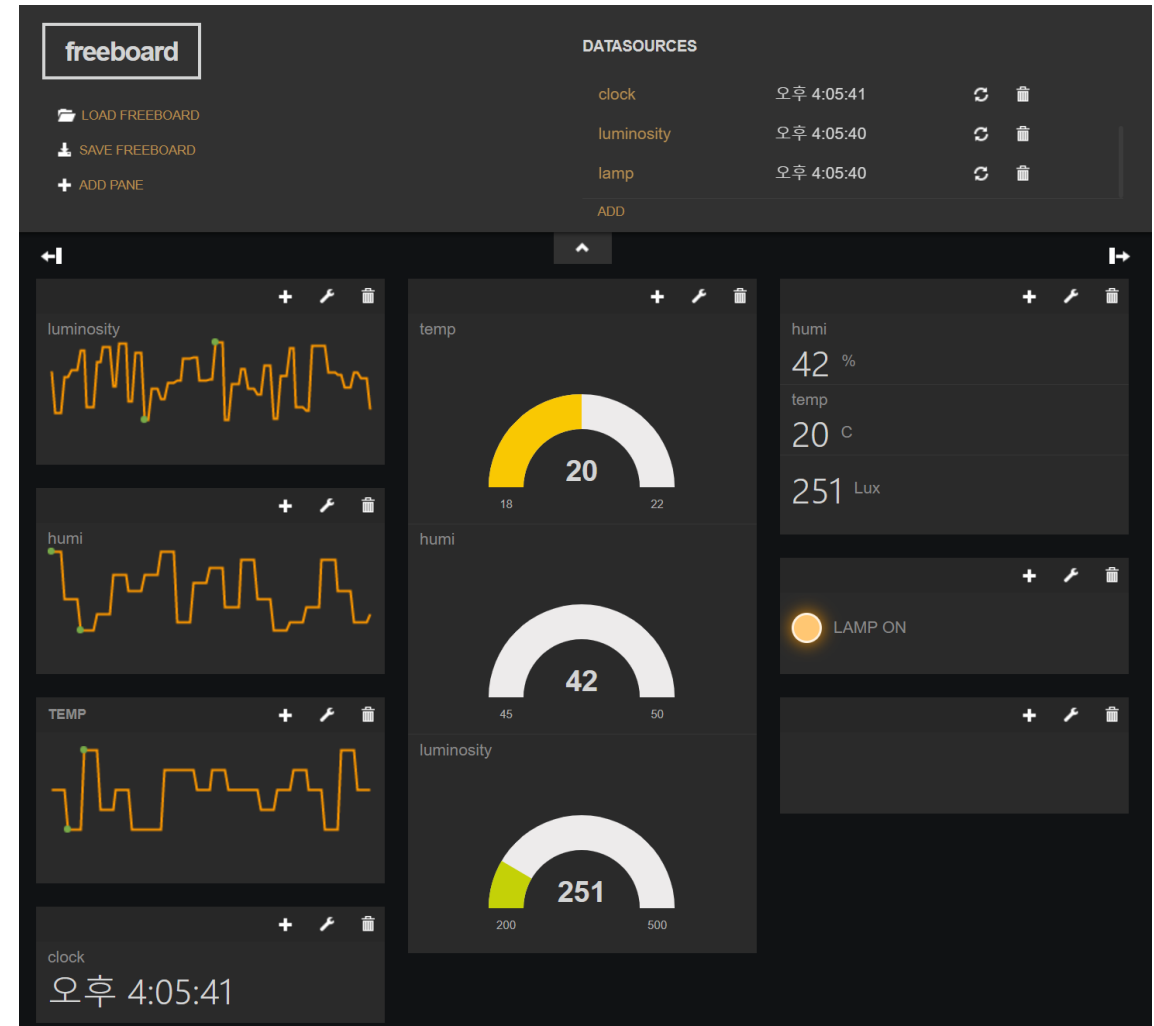 freeboard
LOAD FREEBOARD
SAVE FREEBOARD
ADD PANE
DATASOURCES
clock 오후 4:05:41
luminosity 오후 4:05:40
lamp 오후 4:05:40
ADD
luminosity
humi
TEMP
clock
오후 4:05:41
temp
20
18 22
humi
42
45 50
luminosity
251
200 500
humi
42 %
temp
20 C
251 Lux
LAMP ON